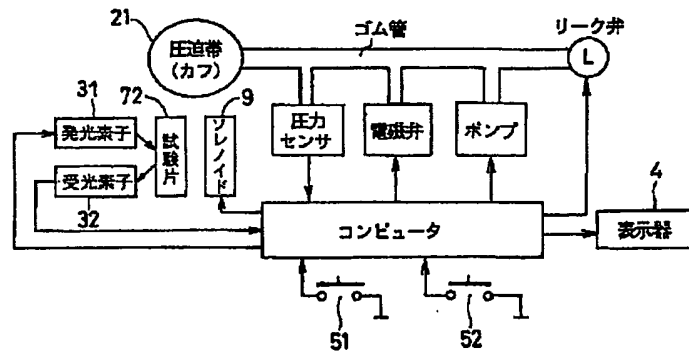 21
圧迫帯
(カフ)
ゴム管
リーク弁
L
31
72
9
発光素子
試験片
ソレノイド
圧力
センサ
電磁弁
ポンプ
受光素子
32
4
コンピュータ
表示器
51
52